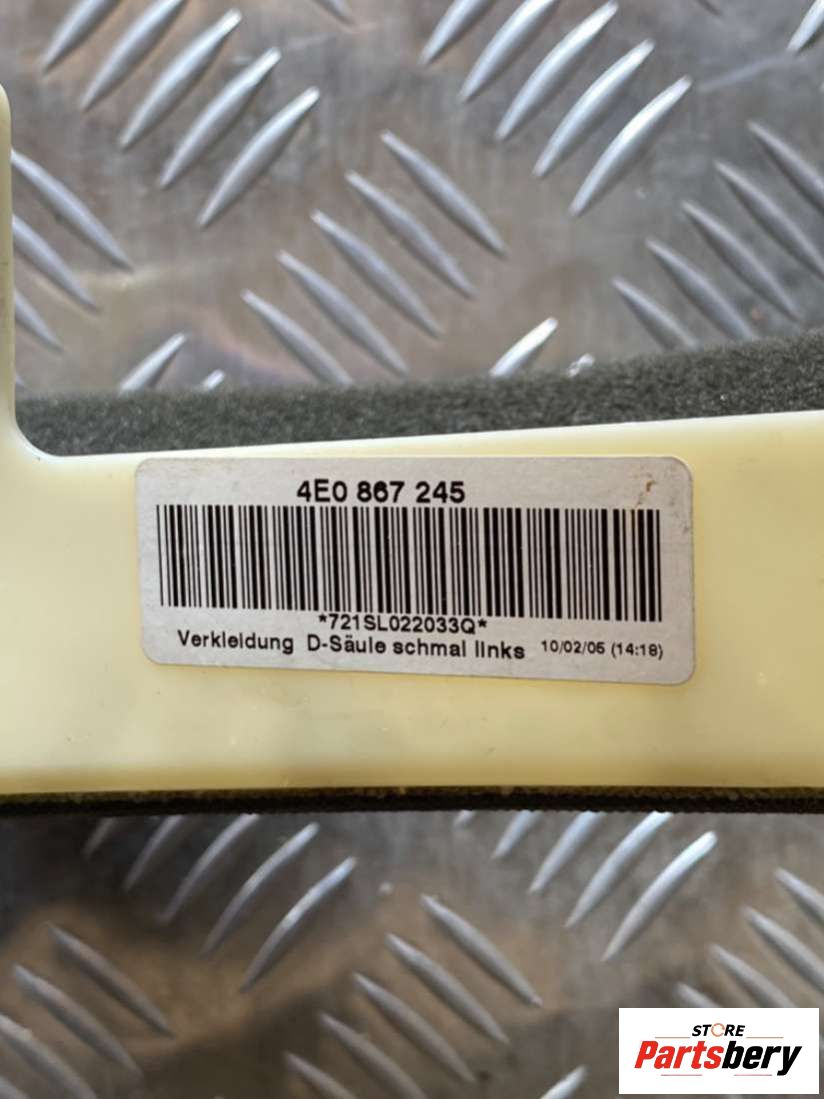 4E0 867 245
*721SL022033Q*
Verkleidung D-Säule schmal links 10/02/05 (14:18)
STORE
Partsbery